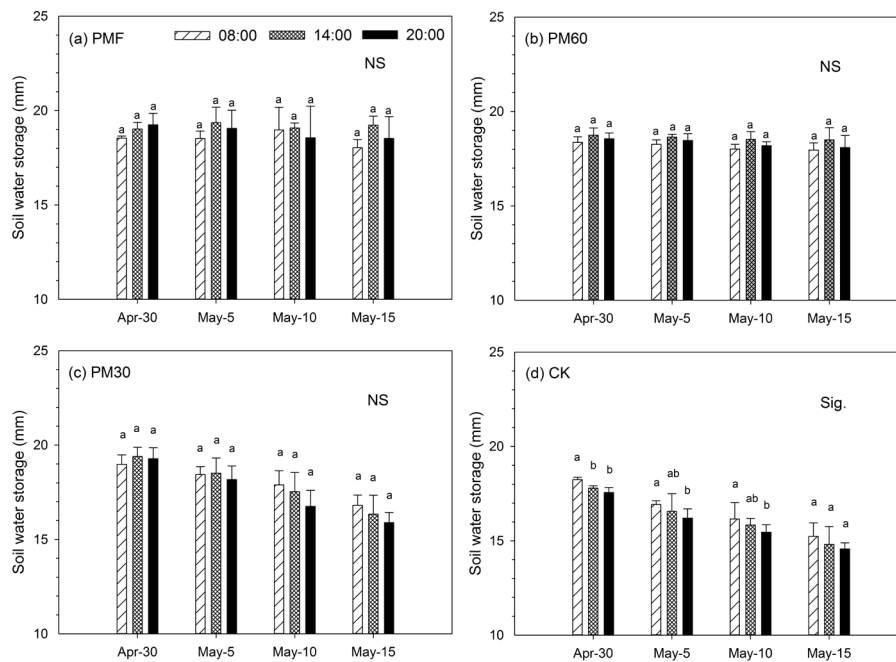 25
(a) PMF
08:00
14:00
20:00
NS
20
15
10
a a a a a a a a a a a a
Soil water storage (mm)
Apr-30 May-5 May-10 May-15
25
(b) PM60
NS
20
15
10
a a a a a a a a a a a a
Soil water storage (mm)
Apr-30 May-5 May-10 May-15
25
(c) PM30
NS
20
15
10
a a a a a a a a a a a a
Soil water storage (mm)
Apr-30 May-5 May-10 May-15
25
(d) CK
Sig.
20
15
10
a b b a ab b a ab b a a a
Soil water storage (mm)
Apr-30 May-5 May-10 May-15